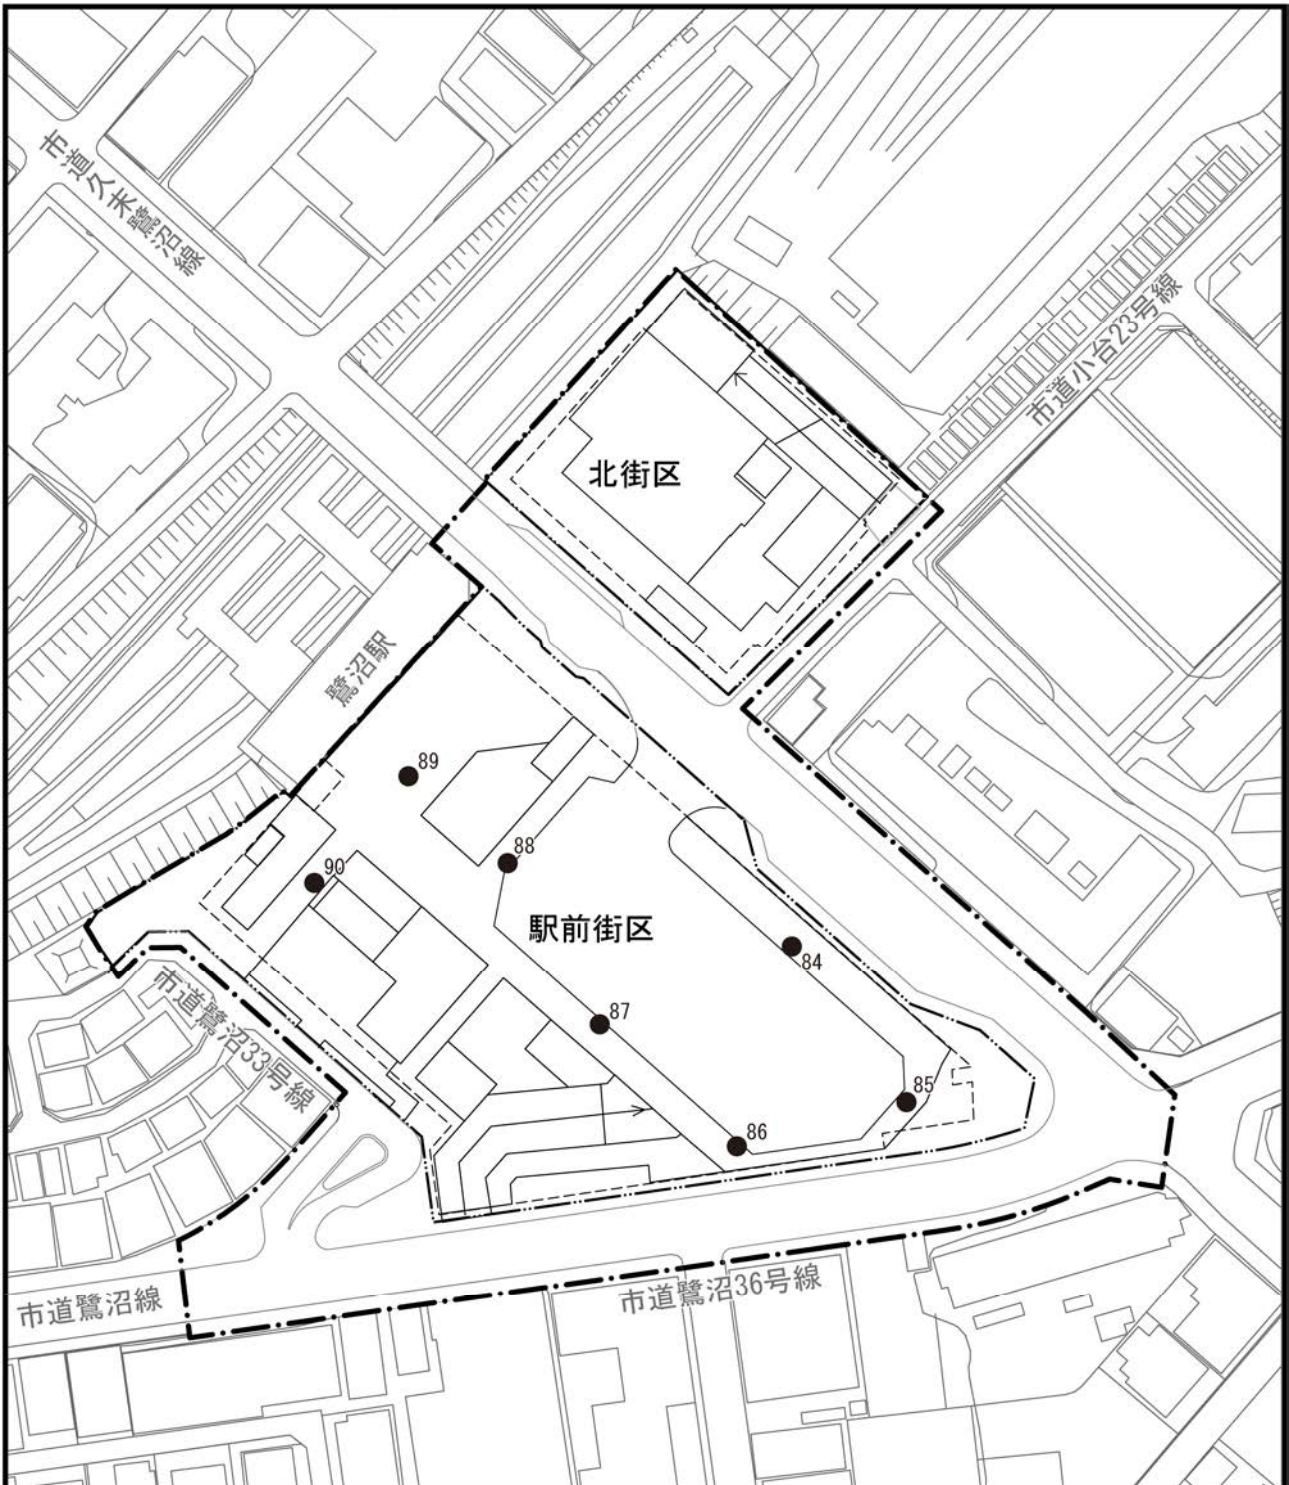 市道久末鷺沼線
市道小台23号線
北街区
鷺沼駅
89
88
90
駅前街区
84
市道鷺沼33号線
87
85
86
市道鷺沼線
市道鷺沼36号線